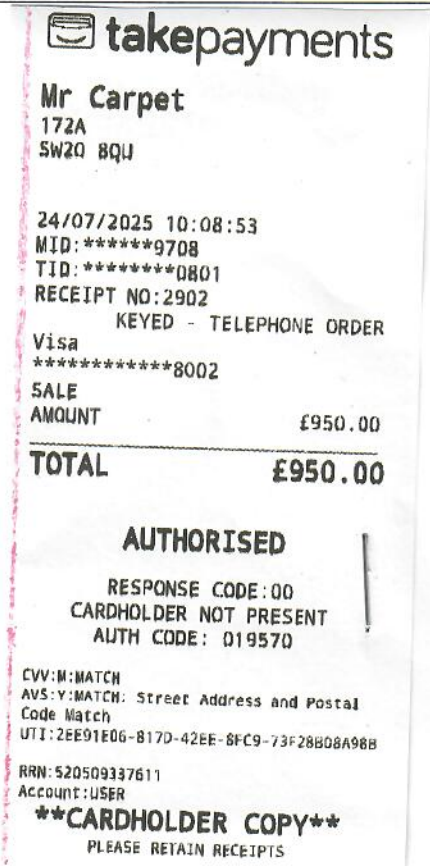 takepayments
Mr Carpet
172A
SW20 8QU
24/07/2025 10:08:53
MID:******9708
TID:********0801
RECEIPT NO:2902
KEYED - TELEPHONE ORDER
Visa
************8002
SALE
AMOUNT £950.00
TOTAL £950.00
AUTHORISED
RESPONSE CODE:00
CARDHOLDER NOT PRESENT
AUTH CODE: 019570
CVV:M:MATCH
AVS:Y:MATCH: Street Address and Postal
Code Match
UTI:2EE91E06-817D-42EE-8FC9-73F28B08A98B
RRN:520509337611
Account:USER
**CARDHOLDER COPY**
PLEASE RETAIN RECEIPTS